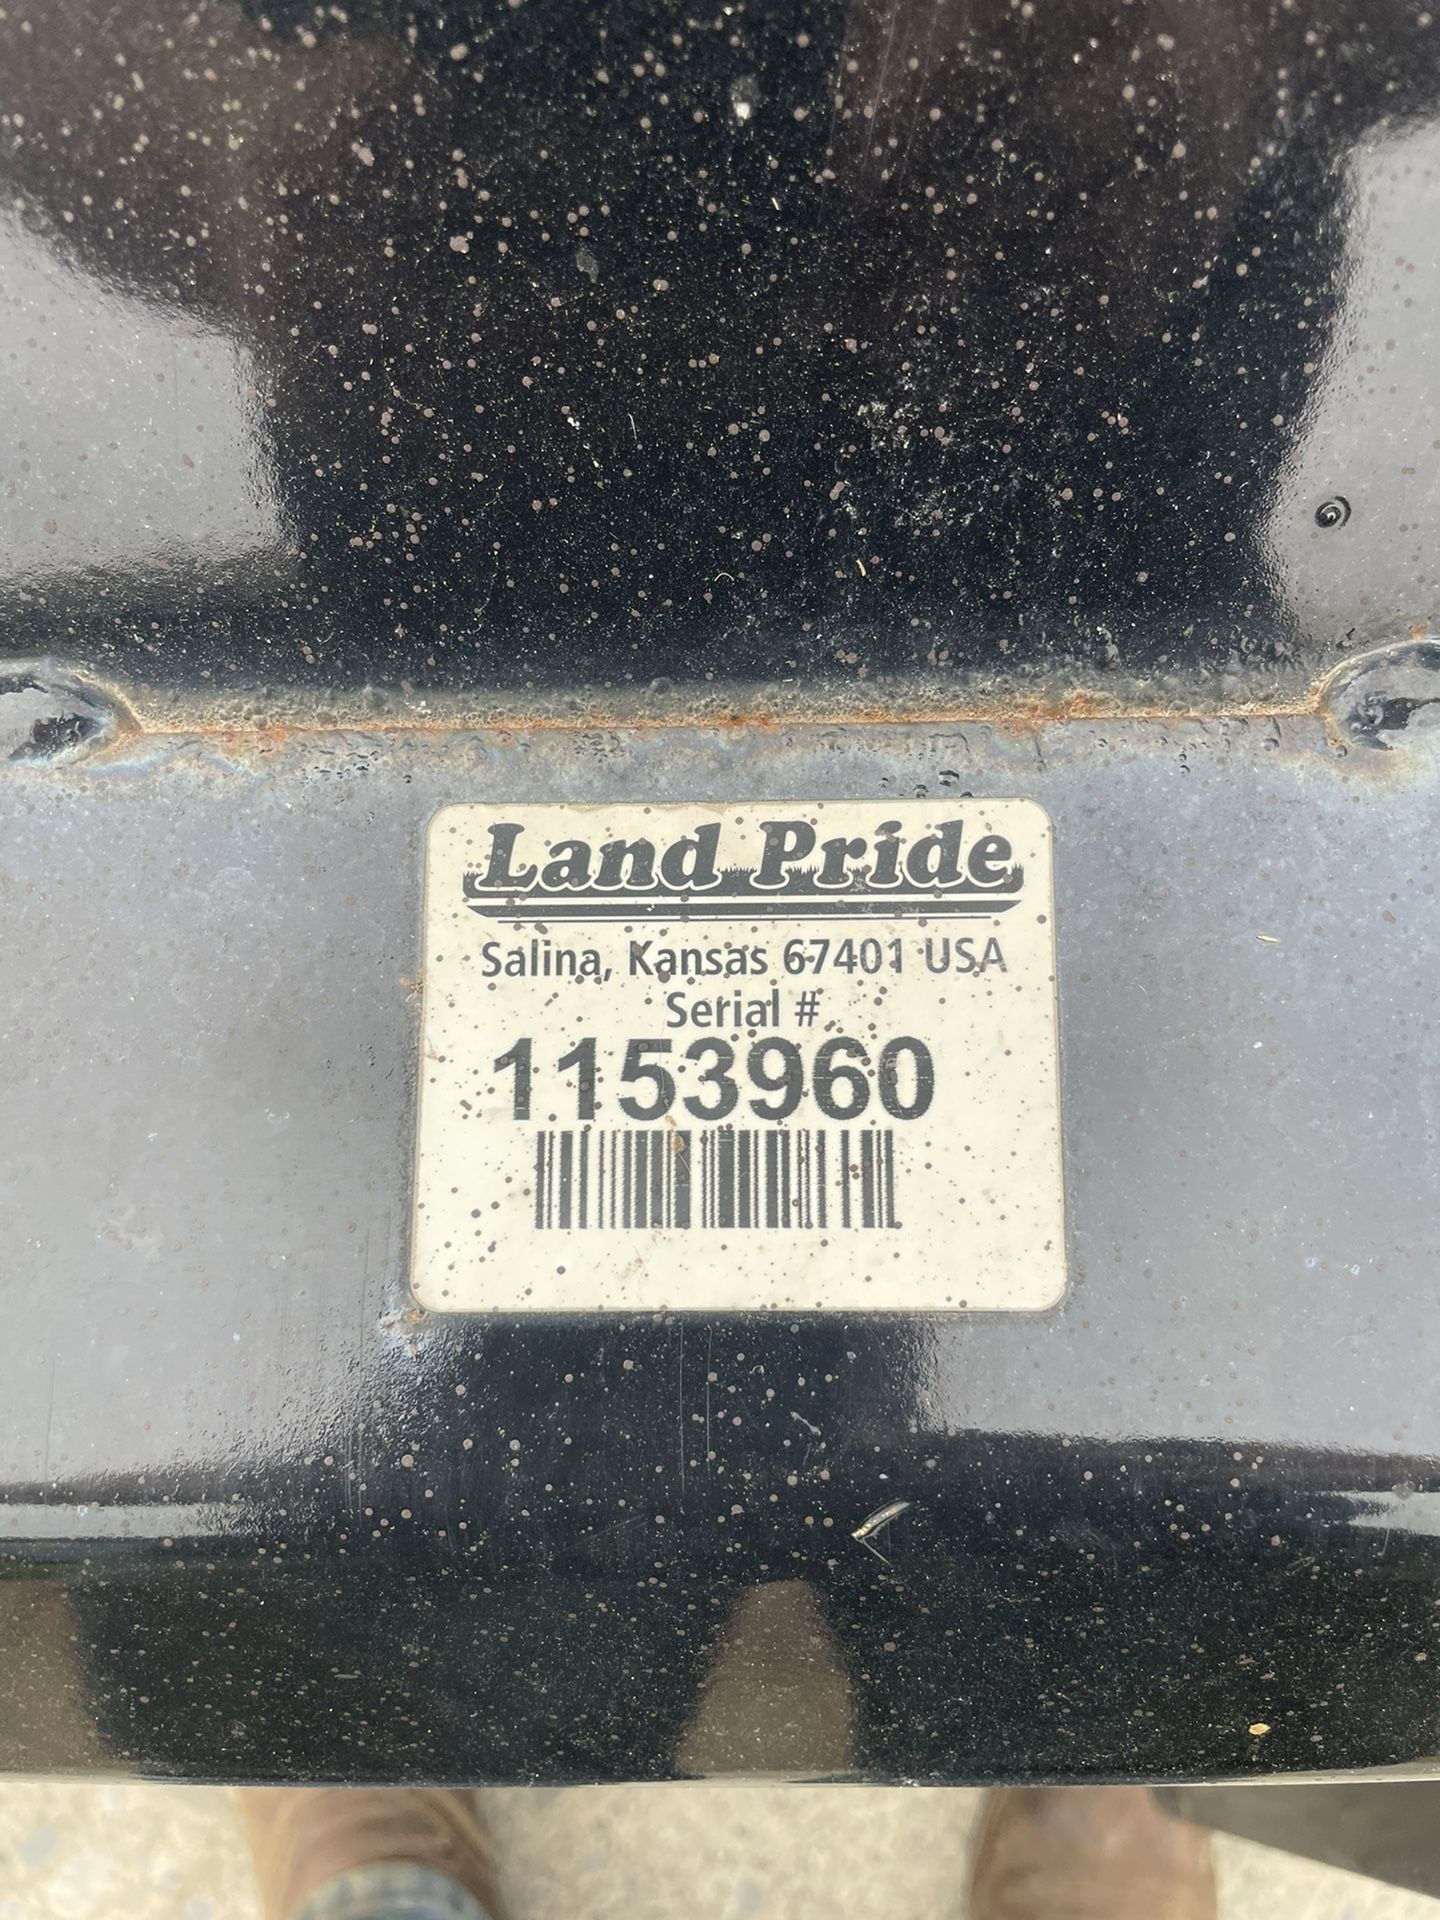 Land Pride
Salina, Kansas 67401 USA
Serial #
1153960